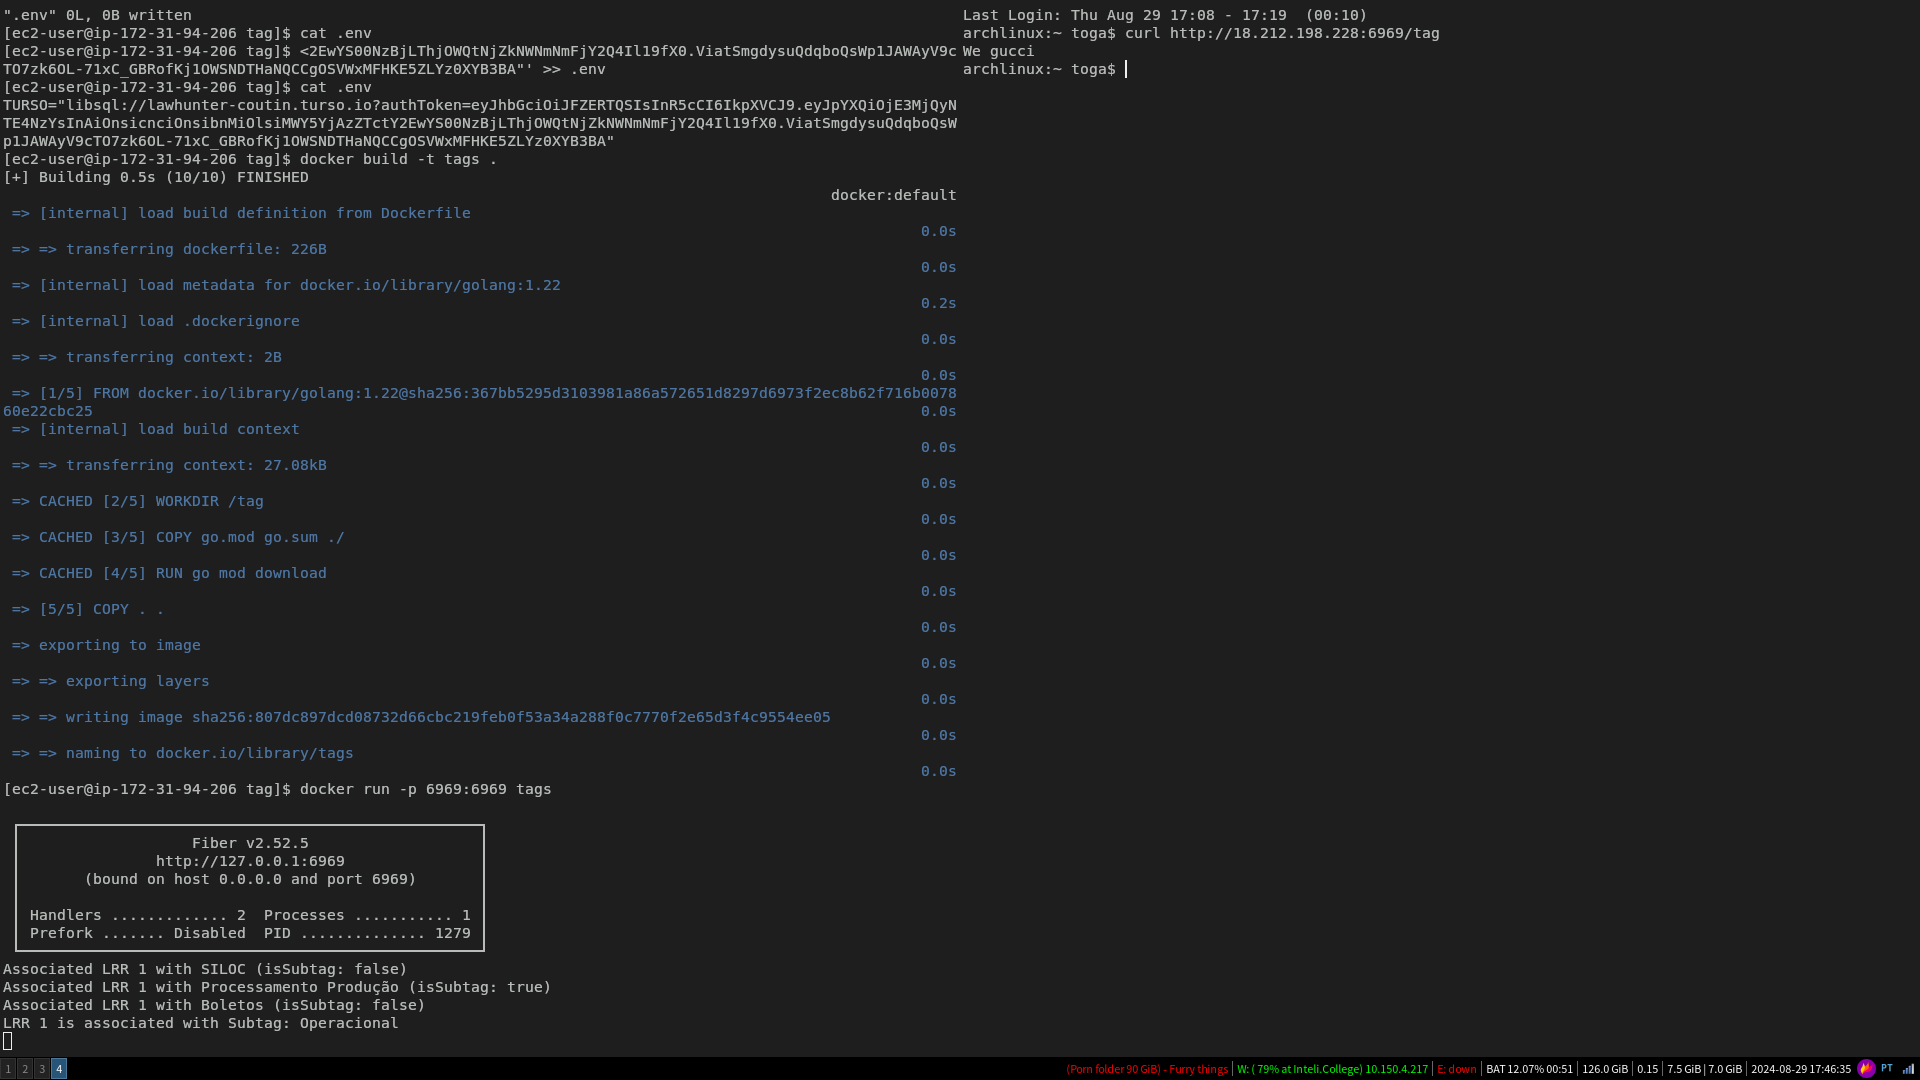 ".env" 0L, 0B written
[ec2-user@ip-172-31-94-206 tag]$ cat .env
[ec2-user@ip-172-31-94-206 tag]$ <2EwYS00NzBjLThjOWQtNjZkNWNmNmFjY2Q4Il19fX0.ViatSmgdysuQdqboQsWp1JAWAyV9c
TO7zk6OL-71xC_GBRofKj1OWSNDTHaNQCCgOSVWxMFHKE5ZLYz0XYB3BA"' >> .env
[ec2-user@ip-172-31-94-206 tag]$ cat .env
TURSO="libsql://lawhunter-coutin.turso.io?authToken=eyJhbGciOiJFZERTQSIsInR5cCI6IkpXVCJ9.eyJpYXQiOjE3MjQyN
TE4NzYsInAiOnsicnciOnsibnMiOlsiMWY5YjAzZTctY2EwYS00NzBjLThjOWQtNjZkNWNmNmFjY2Q4Il19fX0.ViatSmgdysuQdqboQsW
p1JAWAyV9cTO7zk6OL-71xC_GBRofKj1OWSNDTHaNQCCgOSVWxMFHKE5ZLYz0XYB3BA"
[ec2-user@ip-172-31-94-206 tag]$ docker build -t tags .
[+] Building 0.5s (10/10) FINISHED
docker:default
=> [internal] load build definition from Dockerfile
0.0s
=> => transferring dockerfile: 226B
0.0s
=> [internal] load metadata for docker.io/library/golang:1.22
0.2s
=> [internal] load .dockerignore
0.0s
=> => transferring context: 2B
0.0s
=> [1/5] FROM docker.io/library/golang:1.22@sha256:367bb5295d3103981a86a572651d8297d6973f2ec8b62f716b0078
60e22cbc25 0.0s
=> [internal] load build context
0.0s
=> => transferring context: 27.08kB
0.0s
=> CACHED [2/5] WORKDIR /tag
0.0s
=> CACHED [3/5] COPY go.mod go.sum ./
0.0s
=> CACHED [4/5] RUN go mod download
0.0s
=> [5/5] COPY . .
0.0s
=> exporting to image
0.0s
=> => exporting layers
0.0s
=> => writing image sha256:807dc897dcd08732d66cbc219feb0f53a34a288f0c7770f2e65d3f4c9554ee05
0.0s
=> => naming to docker.io/library/tags
0.0s
[ec2-user@ip-172-31-94-206 tag]$ docker run -p 6969:6969 tags
Fiber v2.52.5
http://127.0.0.1:6969
(bound on host 0.0.0.0 and port 6969)
Handlers ............. 2  Processes ........... 1
Prefork ....... Disabled  PID .............. 1279
Associated LRR 1 with SILOC (isSubtag: false)
Associated LRR 1 with Processamento Produção (isSubtag: true)
Associated LRR 1 with Boletos (isSubtag: false)
LRR 1 is associated with Subtag: Operacional
Last Login: Thu Aug 29 17:08 - 17:19  (00:10)
archlinux:~ toga$ curl http://18.212.198.228:6969/tag
We gucci
archlinux:~ toga$
1 2 3 4
(Porn folder 90 GiB) - Furry things | W: ( 79% at Inteli.College) 10.150.4.217 | E: down | BAT 12.07% 00:51 | 126.0 GiB | 0.15 | 7.5 GiB | 7.0 GiB | 2024-08-29 17:46:35 PT